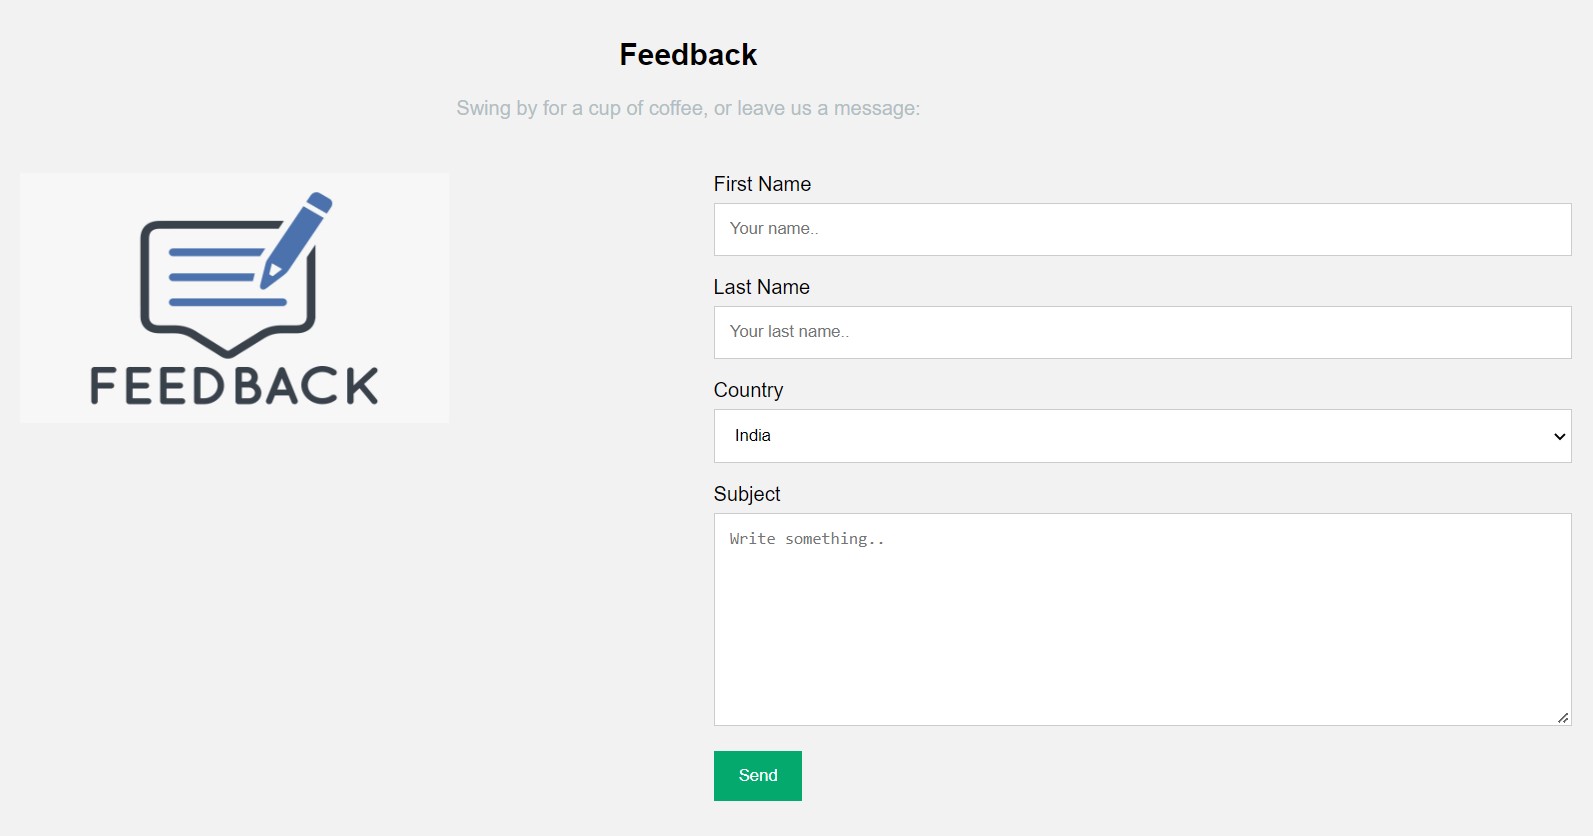 Feedback
Swing by for a cup of coffee, or leave us a message:
FEEDBACK
First Name
Your name..
Last Name
Your last name..
Country
India
Subject
Write something..
Send